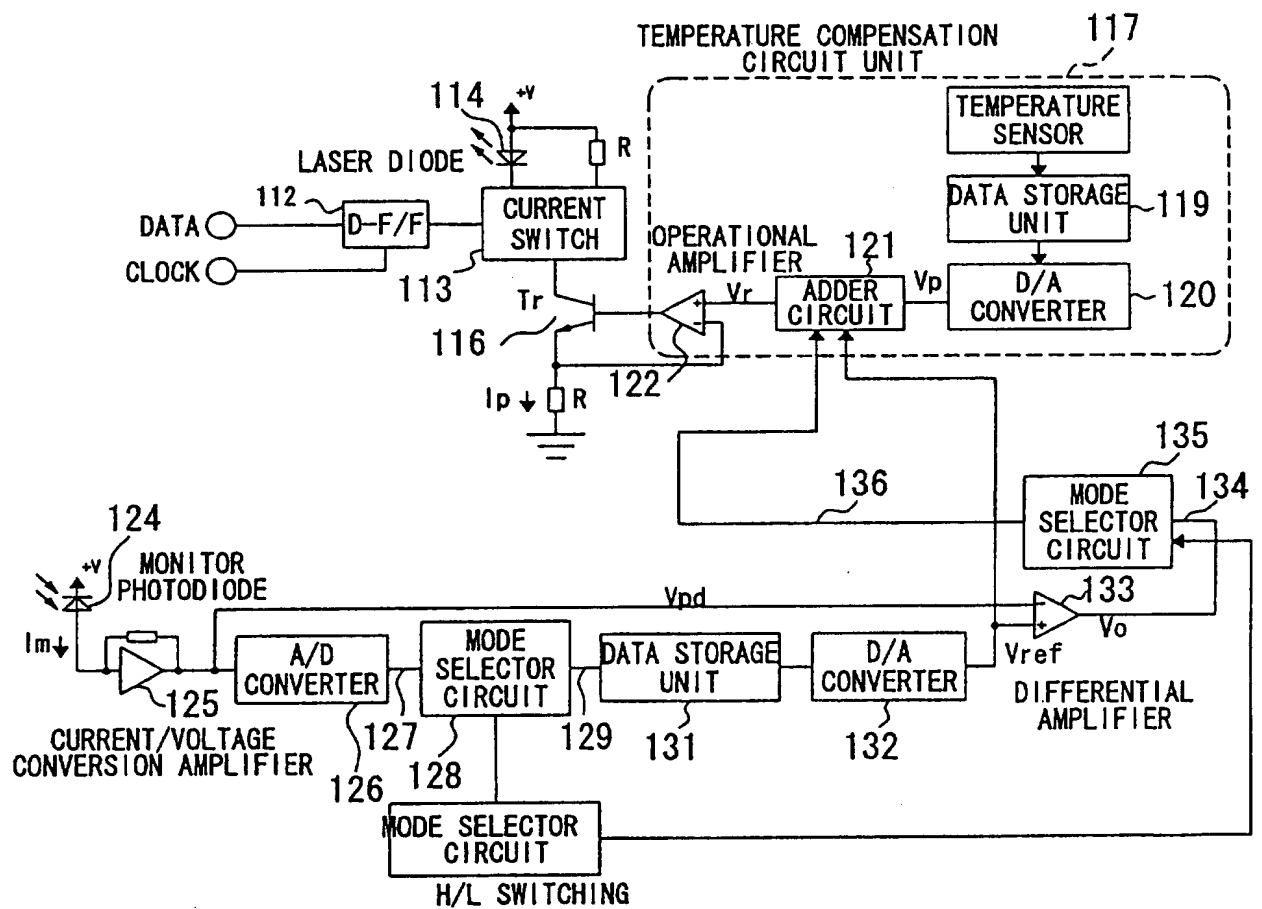 TEMPERATURE COMPENSATION
CIRCUIT UNIT
117
TEMPERATURE
SENSOR
114
+V
R
LASER DIODE
DATA STORAGE
UNIT
119
112
DATA
D-F/F
CURRENT
SWITCH
CLOCK
113
OPERATIONAL
AMPLIFIER
121
Vr
ADDER
CIRCUIT
Vp
D/A
CONVERTER
120
Tr
116
122
Ip
R
135
MODE
SELECTOR
CIRCUIT
134
136
124
+V
MONITOR
PHOTODIODE
Vpd
133
Vo
Im
125
A/D
CONVERTER
MODE
SELECTOR
CIRCUIT
DATA STORAGE
UNIT
D/A
CONVERTER
Vref
DIFFERENTIAL
AMPLIFIER
CURRENT/VOLTAGE
CONVERSION AMPLIFIER
126
127
128
129
131
132
MODE SELECTOR
CIRCUIT
H/L SWITCHING